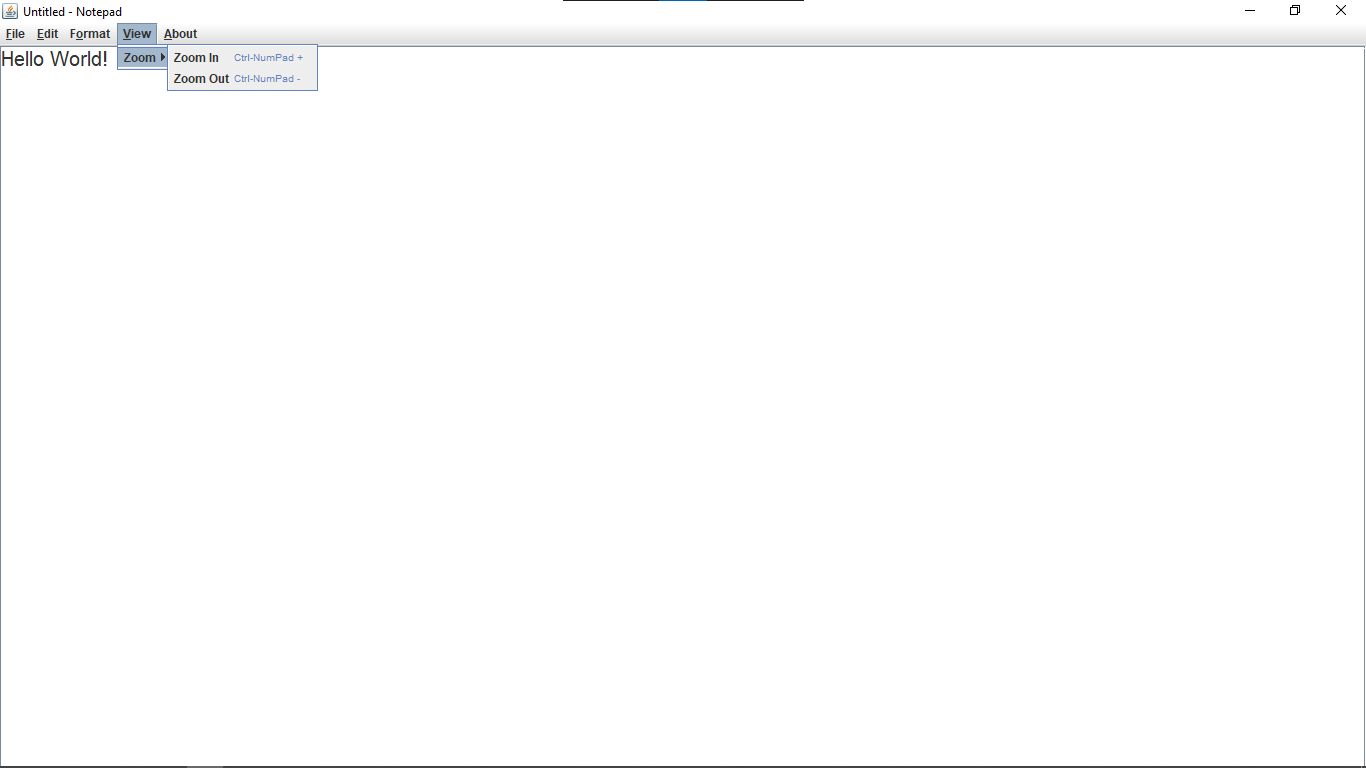 Untitled - Notepad
File Edit Format View About
Hello World!
Zoom
Zoom In Ctrl-NumPad +
Zoom Out Ctrl-NumPad -